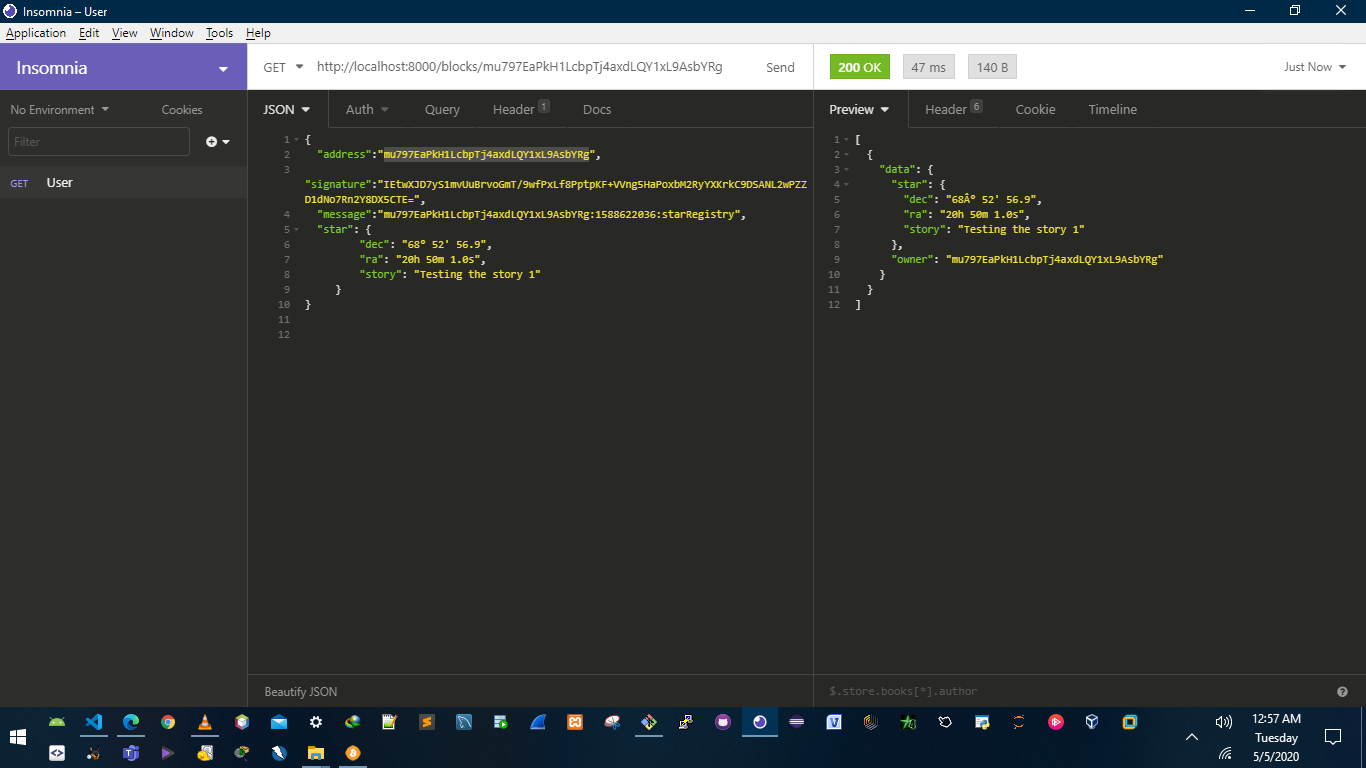 Insomnia – User
Application Edit View Window Tools Help
Insomnia
GET http://localhost:8000/blocks/mu797EaPkH1LcbpTj4axdLQY1xL9AsbYRg Send
200 OK 47 ms 140 B Just Now
No Environment Cookies
Filter
GET User
JSON Auth Query Header 1 Docs
1 {
2 "address":"mu797EaPkH1LcbpTj4axdLQY1xL9AsbYRg",
3
"signature":"IEtwXJD7yS1mvUuBrvoGmT/9wfPxLf8PptpKF+VVng5HaPoxbM2RyYXKrkC9DSANL2wPZZ
D1dNo7Rn2Y8DX5CTE=",
4 "message":"mu797EaPkH1LcbpTj4axdLQY1xL9AsbYRg:1588622036:starRegistry",
5 "star": {
6 "dec": "68° 52' 56.9",
7 "ra": "20h 50m 1.0s",
8 "story": "Testing the story 1"
9 }
10 }
11
12
Beautify JSON
Preview Header 6 Cookie Timeline
1 [
2 {
3 "data": {
4 "star": {
5 "dec": "68Â° 52' 56.9",
6 "ra": "20h 50m 1.0s",
7 "story": "Testing the story 1"
8 },
9 "owner": "mu797EaPkH1LcbpTj4axdLQY1xL9AsbYRg"
10 }
11 }
12 ]
$.store.books[*].author
12:57 AM
Tuesday
5/5/2020